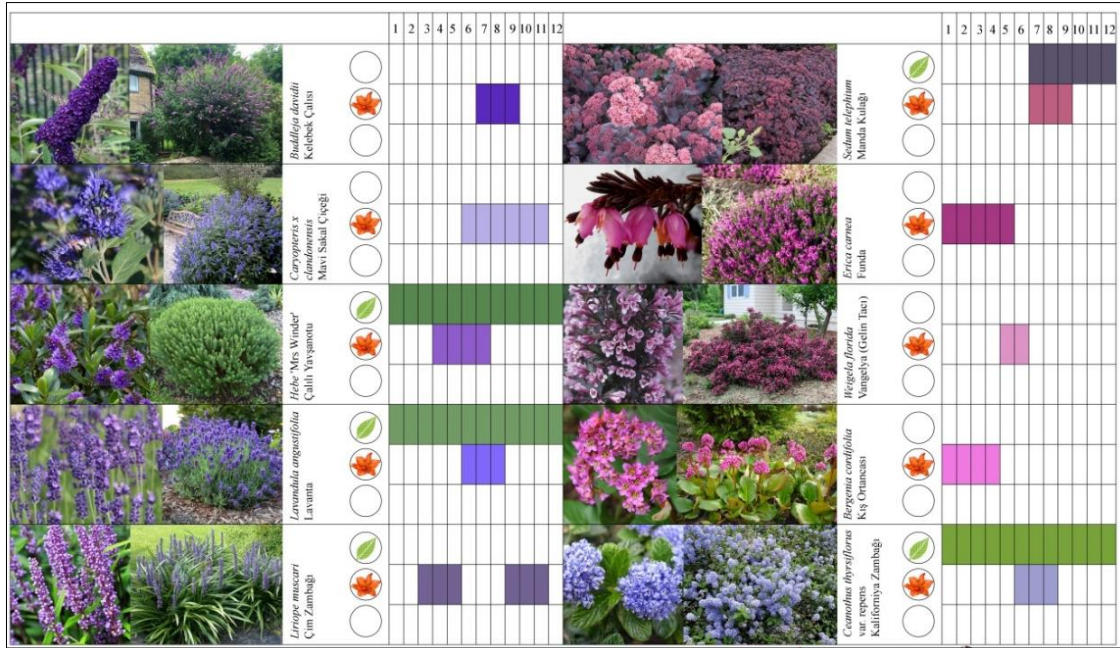 1 2 3 4 5 6 7 8 9 10 11 12
1 2 3 4 5 6 7 8 9 10 11 12
Buddleja davidii
Kelebek Çalısı
Sedum telephium
Manda Kulağı
Caryopteris x
clandonensis
Mavi Sakal Çiçeği
Erica carnea
Funda
Hebe 'Mrs Winder'
Çalılı Yavşanotu
Weigela florida
Vangelya (Gelin Tacı)
Lavandula angustifolia
Lavanta
Bergenia cordifolia
Kış Ortancası
Liriope muscari
Çim Zambağı
Ceanothus thyrsiflorus
var. repens
Kaliforniya Zambağı